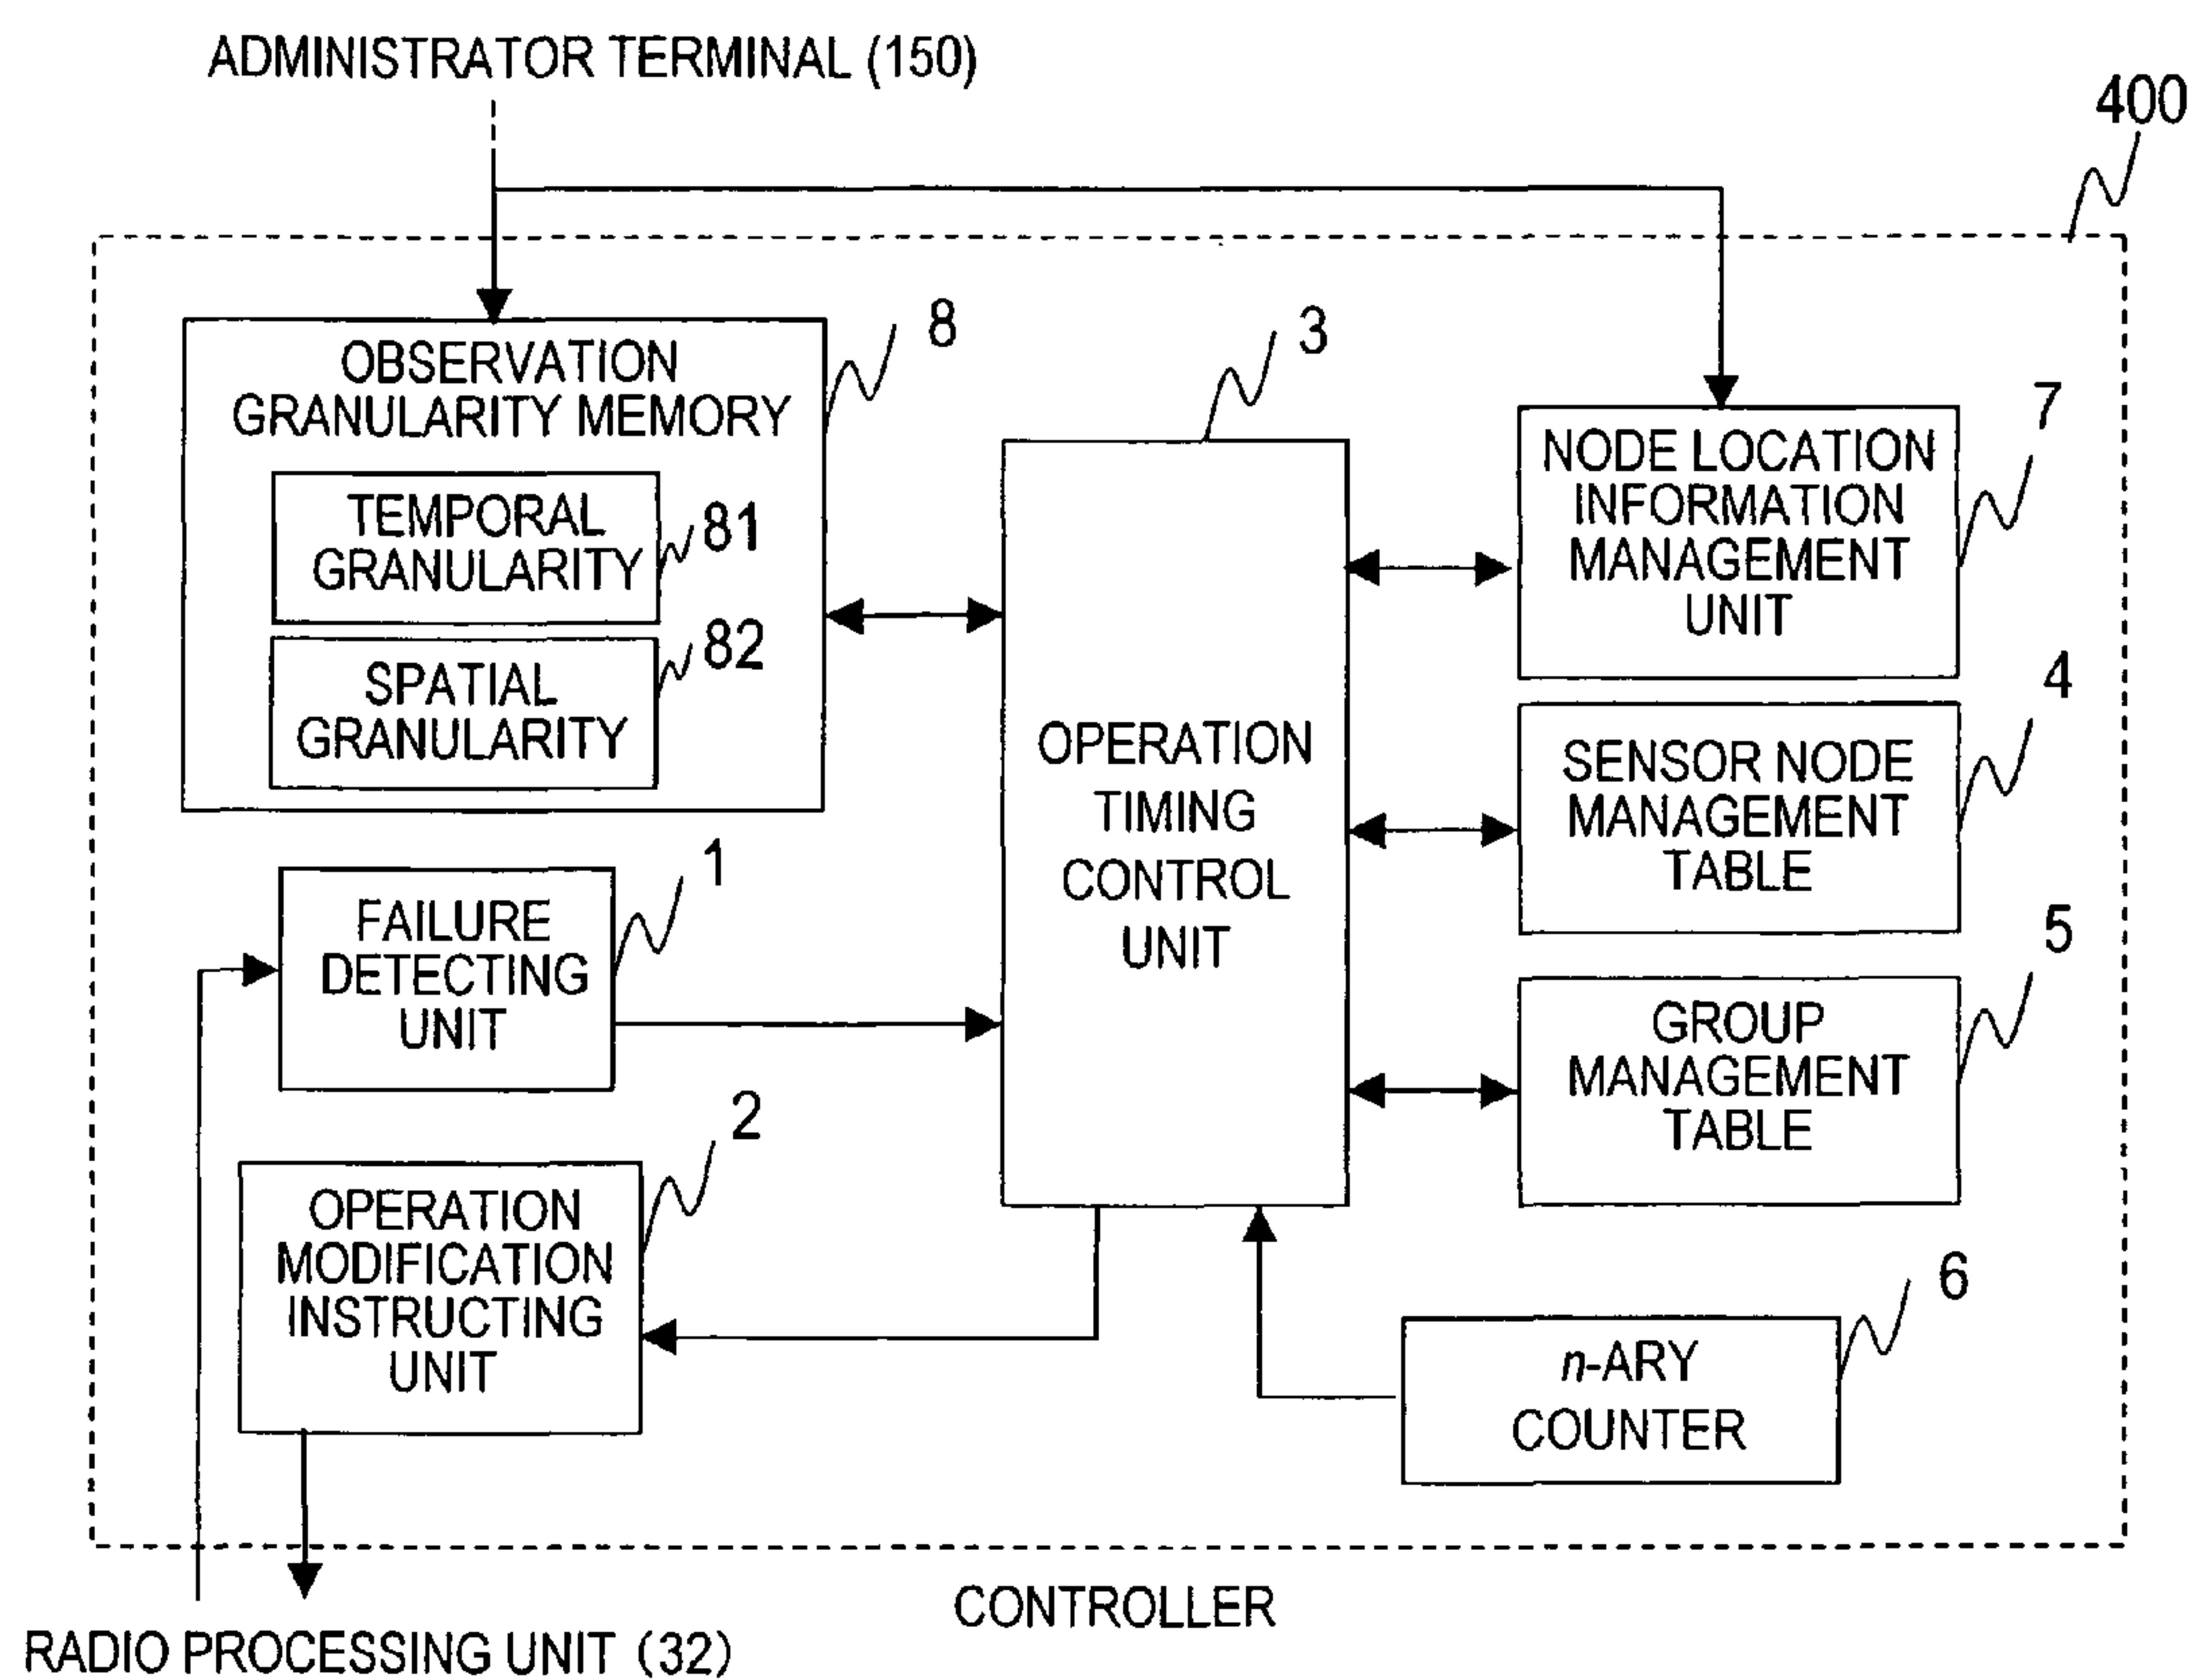 ADMINISTRATOR TERMINAL (150)
400
OBSERVATION
GRANULARITY MEMORY
8
TEMPORAL
GRANULARITY
81
SPATIAL
GRANULARITY
82
3
OPERATION
TIMING
CONTROL
UNIT
7
NODE LOCATION
INFORMATION
MANAGEMENT
UNIT
4
SENSOR NODE
MANAGEMENT
TABLE
5
GROUP
MANAGEMENT
TABLE
1
FAILURE
DETECTING
UNIT
2
OPERATION
MODIFICATION
INSTRUCTING
UNIT
6
n-ARY
COUNTER
CONTROLLER
RADIO PROCESSING UNIT (32)